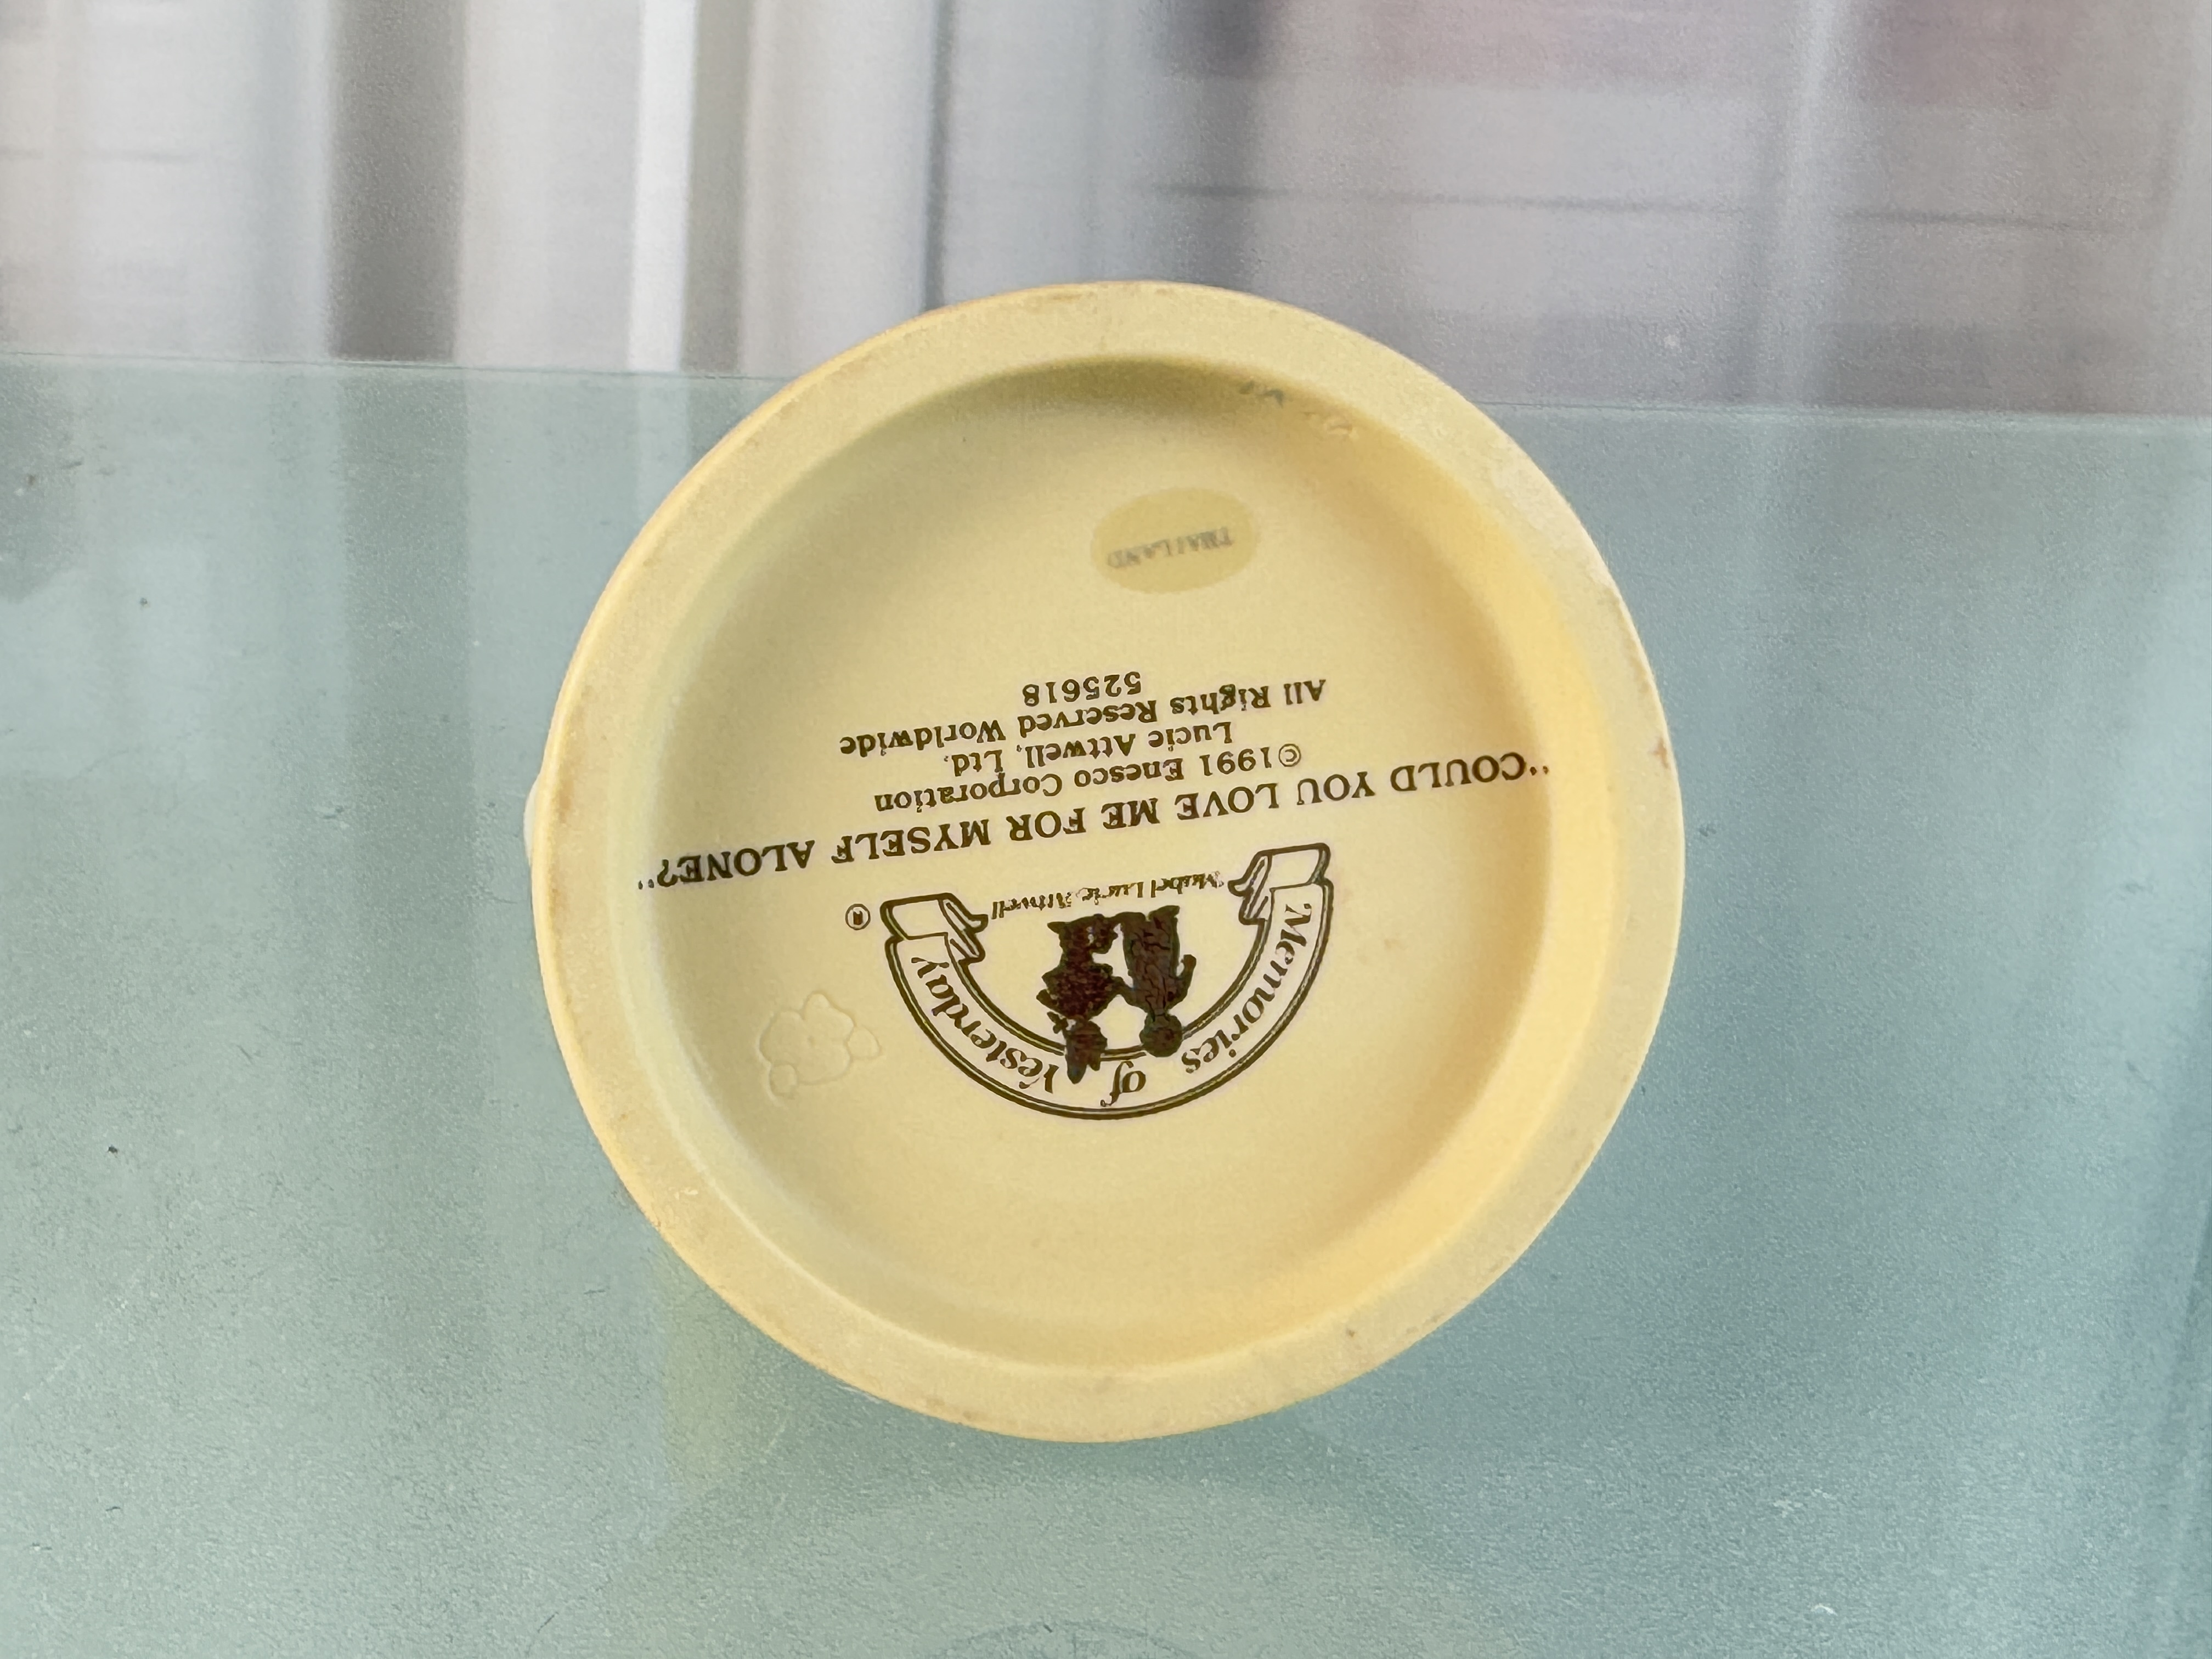 Memories of Yesterday
Mabel Lucie Attwell
®
"COULD YOU LOVE ME FOR MYSELF ALONE?"
©1991 Enesco Corporation
Lucie Attwell, Ltd.
All Rights Reserved Worldwide
525618
THAILAND